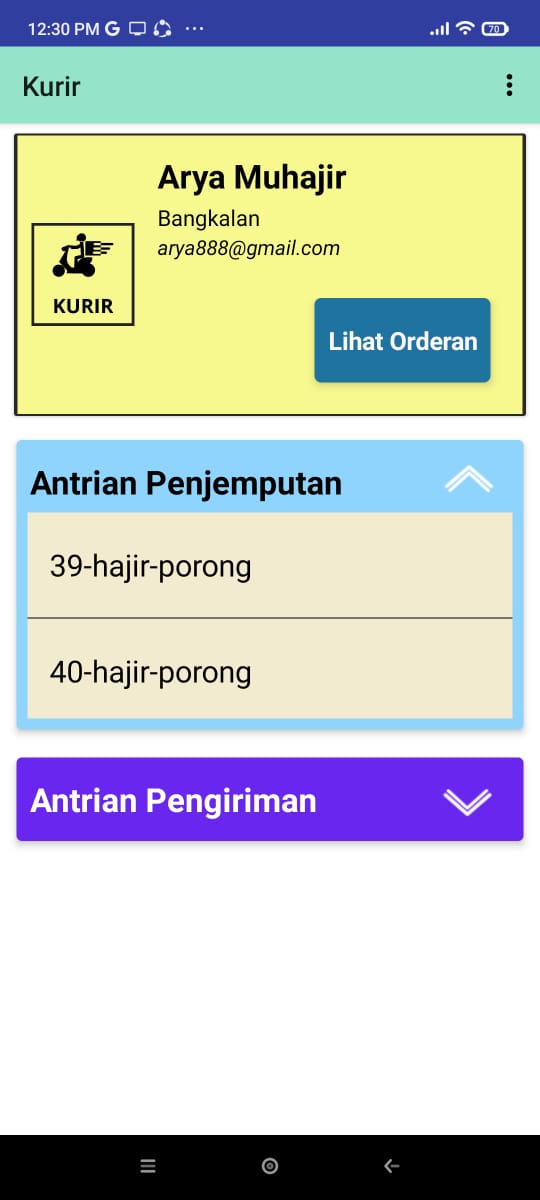 12:30 PM G ... 70
Kurir
Arya Muhajir
Bangkalan
arya888@gmail.com
KURIR
Lihat Orderan
Antrian Penjemputan
39-hajir-porong
40-hajir-porong
Antrian Pengiriman